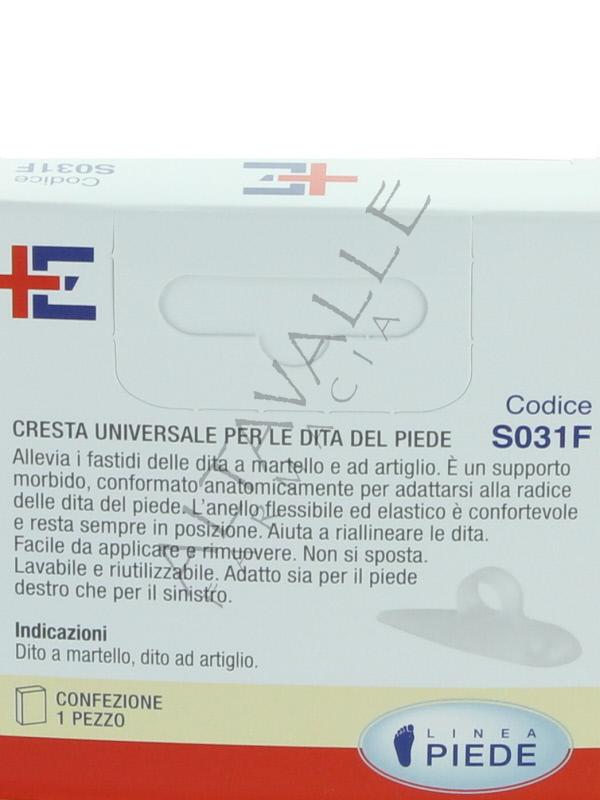 Codice
S031F
+E
+E
ALTAVALLE
FARMACIA
Codice
S031F
CRESTA UNIVERSALE PER LE DITA DEL PIEDE
Allevia i fastidi delle dita a martello e ad artiglio. È un supporto
morbido, conformato anatomicamente per adattarsi alla radice
delle dita del piede. L'anello flessibile ed elastico è confortevole
e resta sempre in posizione. Aiuta a riallineare le dita.
Facile da applicare e rimuovere. Non si sposta.
Lavabile e riutilizzabile. Adatto sia per il piede
destro che per il sinistro.
Indicazioni
Dito a martello, dito ad artiglio.
CONFEZIONE
1 PEZZO
LINEA
PIEDE